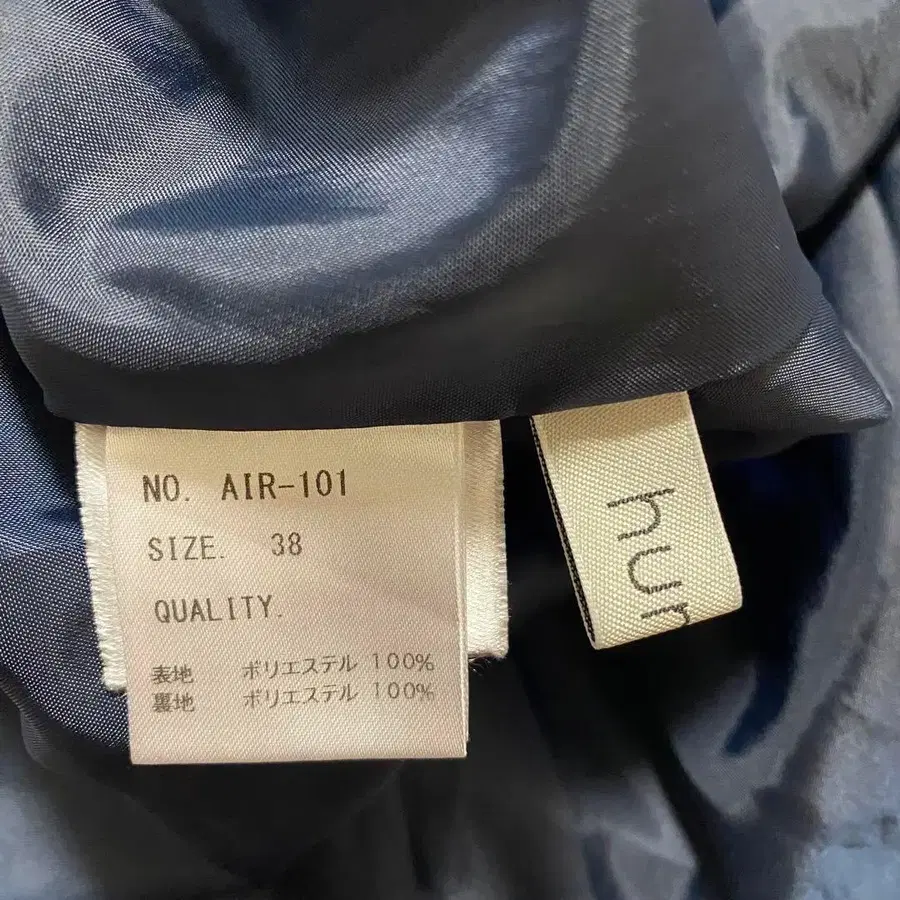 NO. AIR-101
SIZE. 38
QUALITY.
表地 ポリエステル 100%
裏地 ポリエステル 100%
hur